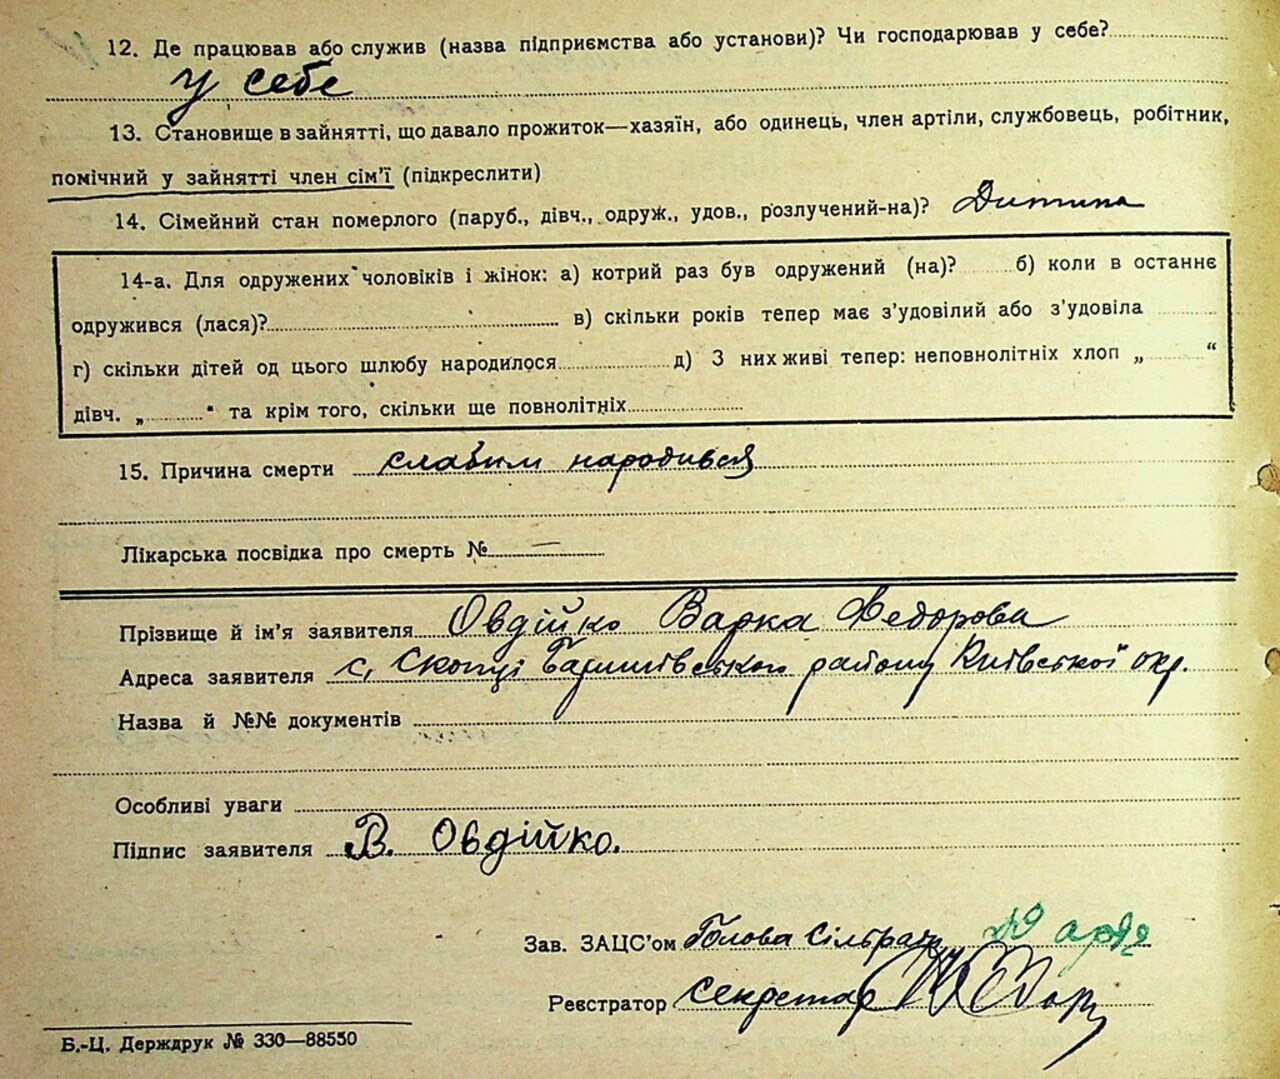 12. Де працював або служив (назва підприємства або установи)? Чи господарював у себе?
у себе
13. Становище в зайнятті, що давало прожиток—хазяїн, або одинець, член артіли, службовець, робітник,
помічний у зайнятті член сім'ї (підкреслити)
14. Сімейний стан померлого (паруб., дівч., одруж., удов., розлучений-на)? Дитина
14-а. Для одружених чоловіків і жінок: а) котрий раз був одружений (на)? б) коли в останнє
одружився (лася)? в) скільки років тепер має з'удовілий або з'удовіла
г) скільки дітей од цього шлюбу народилося д) З них живі тепер: неповнолітніх хлоп „ “
дівч. „ “ та крім того, скільки ще повнолітніх
15. Причина смерти слабим народився
Лікарська посвідка про смерть № —
Прізвище й ім'я заявителя Овдійко Варка Федорова
Адреса заявителя с. Скопці Баришівського району Київської окр.
Назва й №№ документів
Особливі уваги
Підпис заявителя В. Овдійко.
Зав. ЗАЦС'ом Голова Сільради
Реєстратор секретар
Б.-Ц. Держдрук № 330—88550